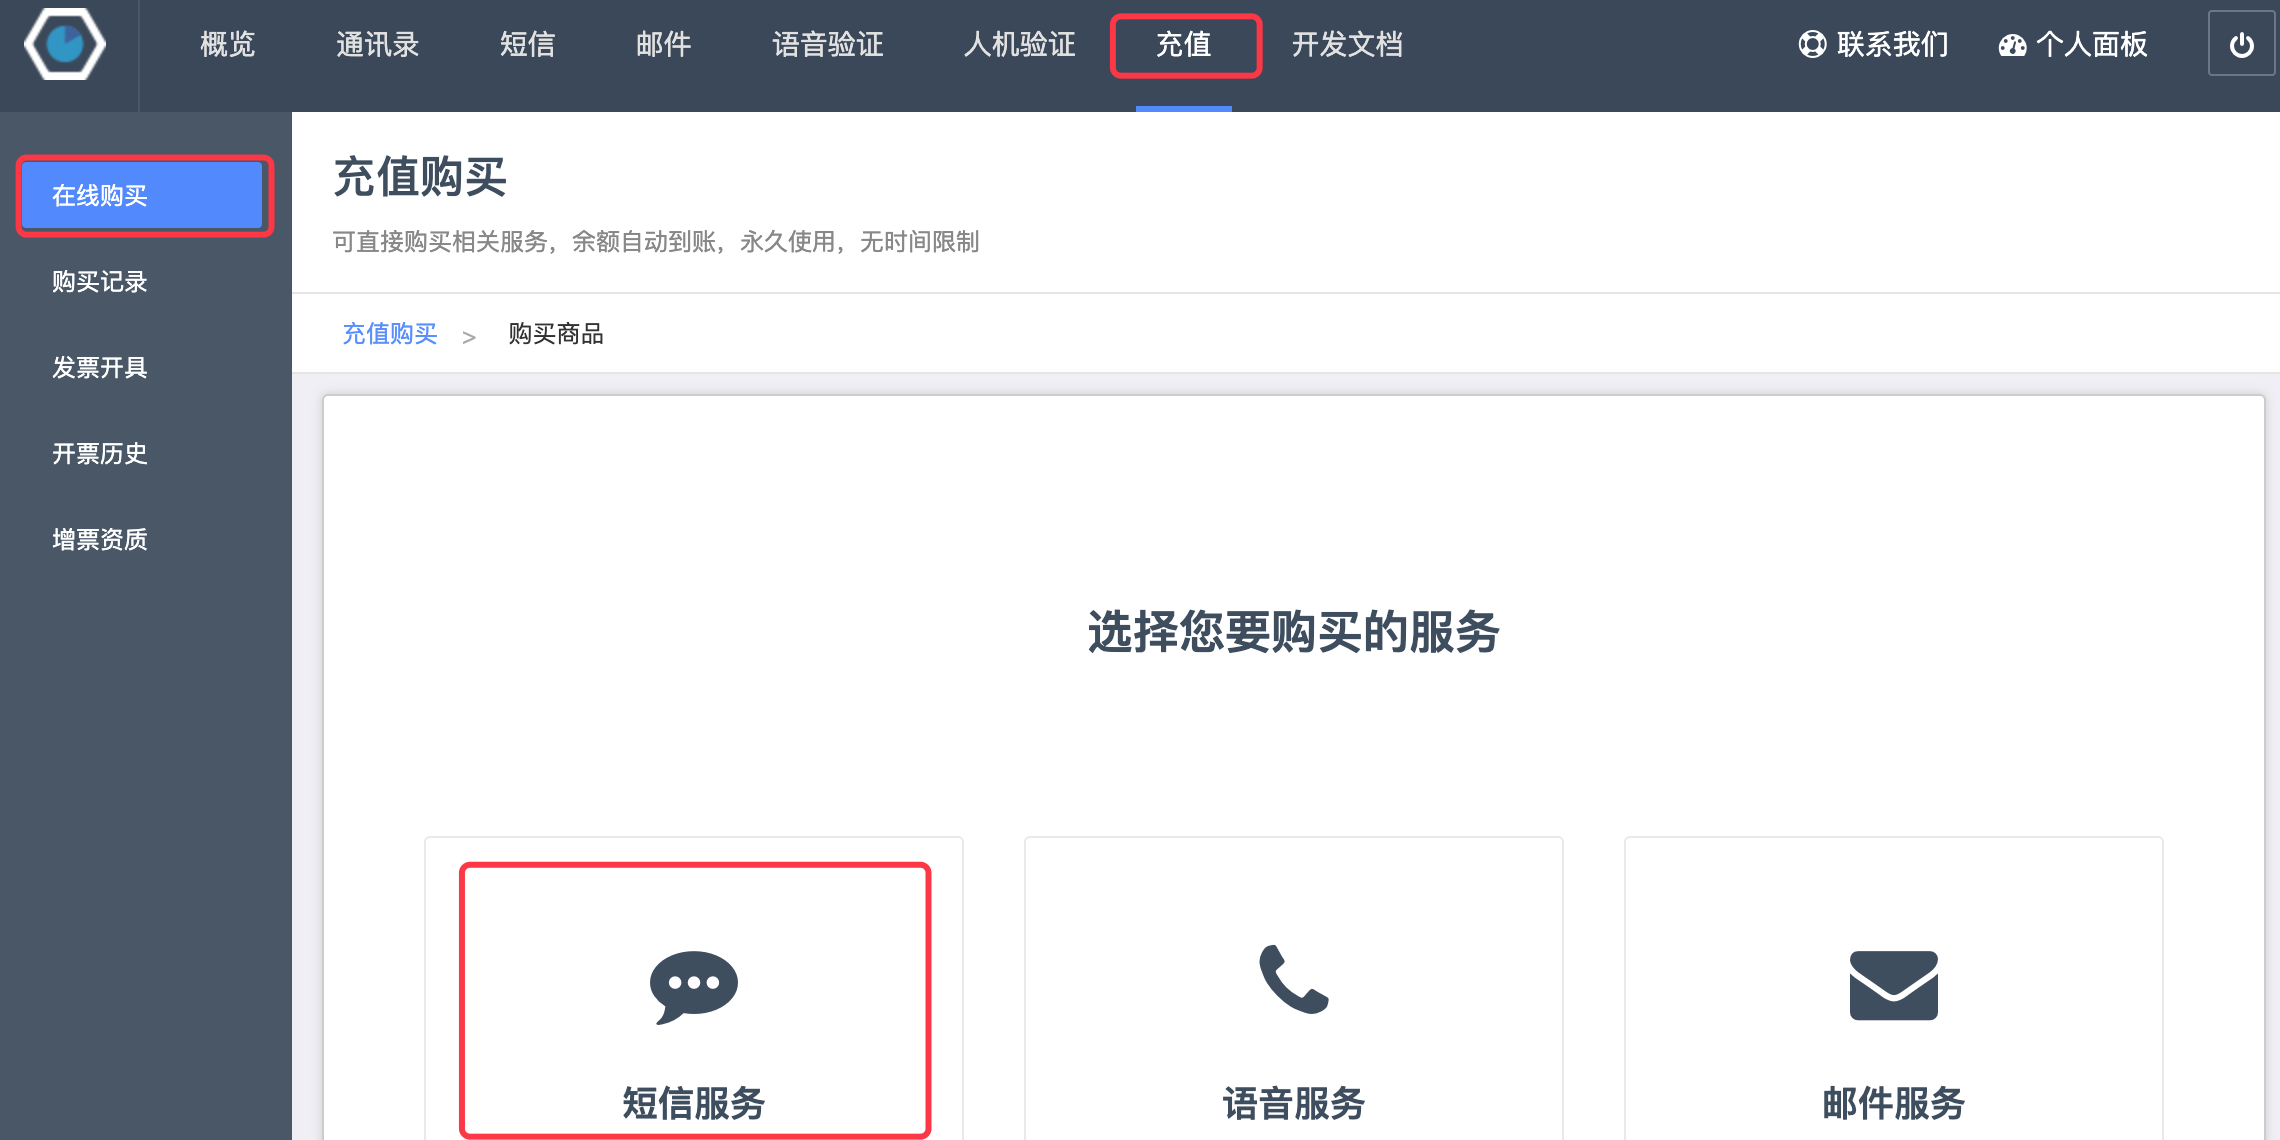 概览 通讯录 短信 邮件 语音验证 人机验证 充值 开发文档 联系我们 个人面板
在线购买
购买记录
发票开具
开票历史
增票资质
充值购买
可直接购买相关服务，余额自动到账，永久使用，无时间限制
充值购买 > 购买商品
选择您要购买的服务
短信服务 语音服务 邮件服务